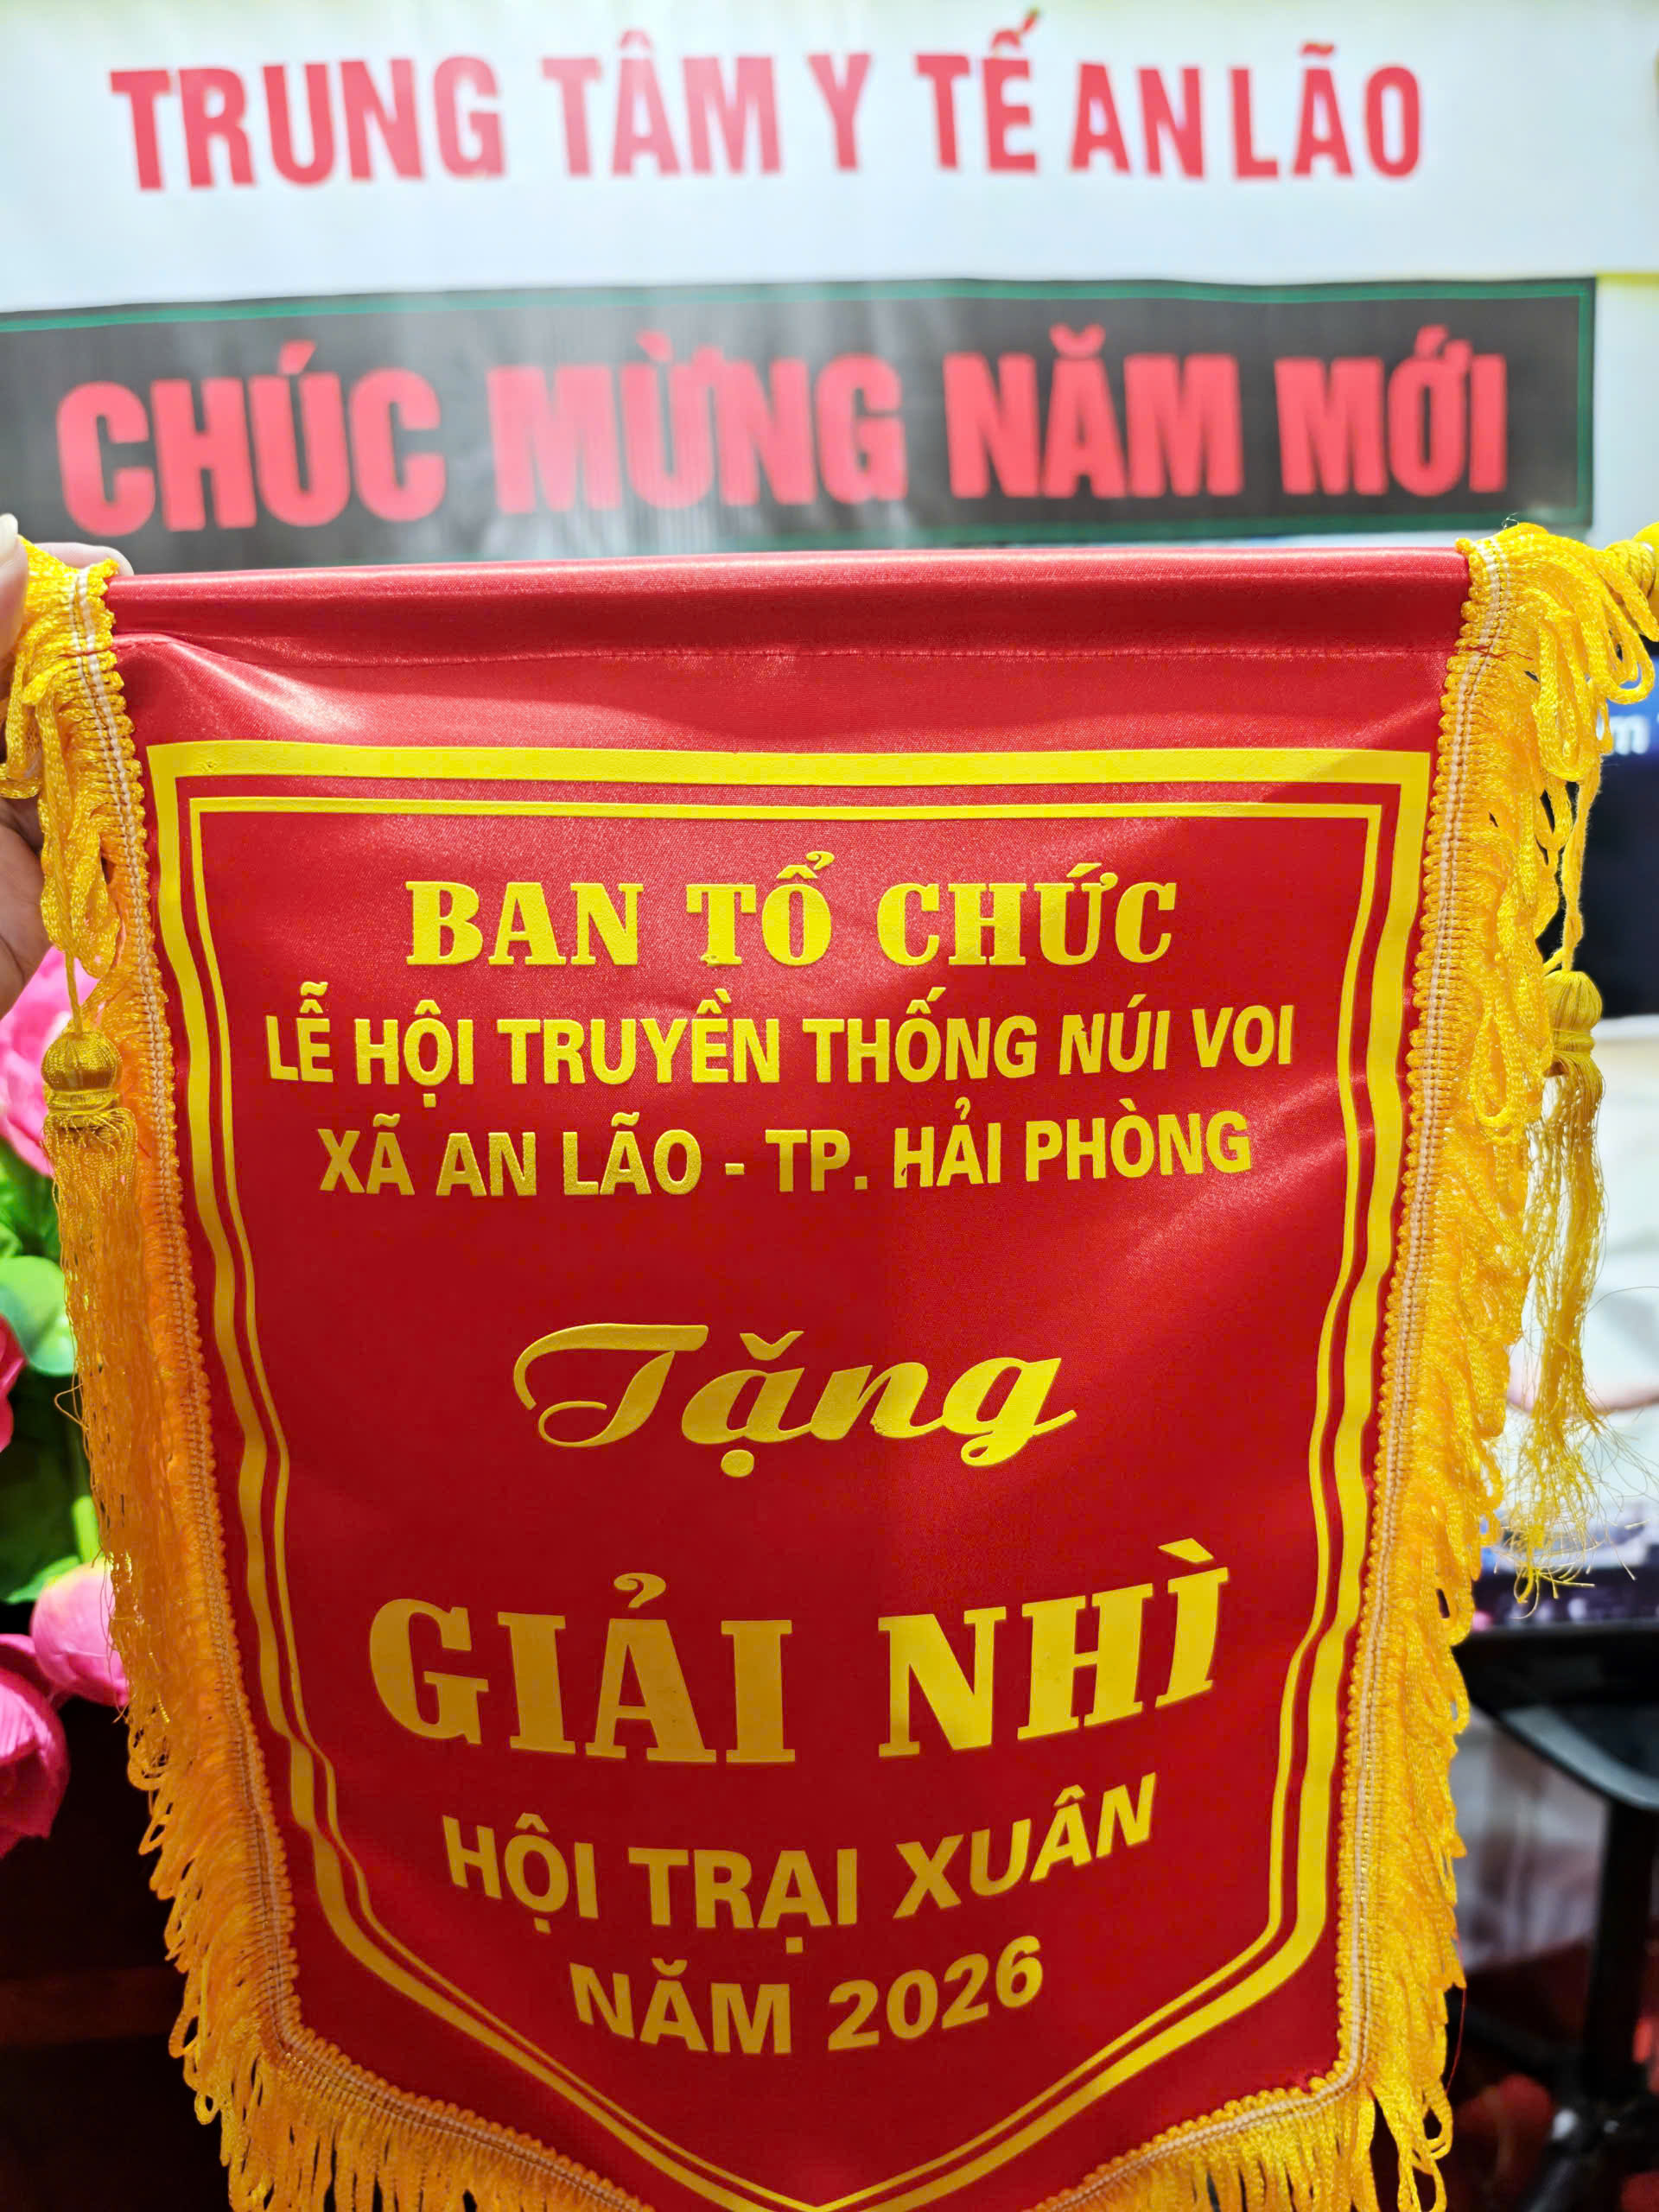 TRUNG TÂM Y TẾ AN LÃO
CHÚC MỪNG NĂM MỚI
BAN TỔ CHỨC
LỄ HỘI TRUYỀN THỐNG NÚI VOI
XÃ AN LÃO - TP. HẢI PHÒNG
Tặng
GIẢI NHÌ
HỘI TRẠI XUÂN
NĂM 2026